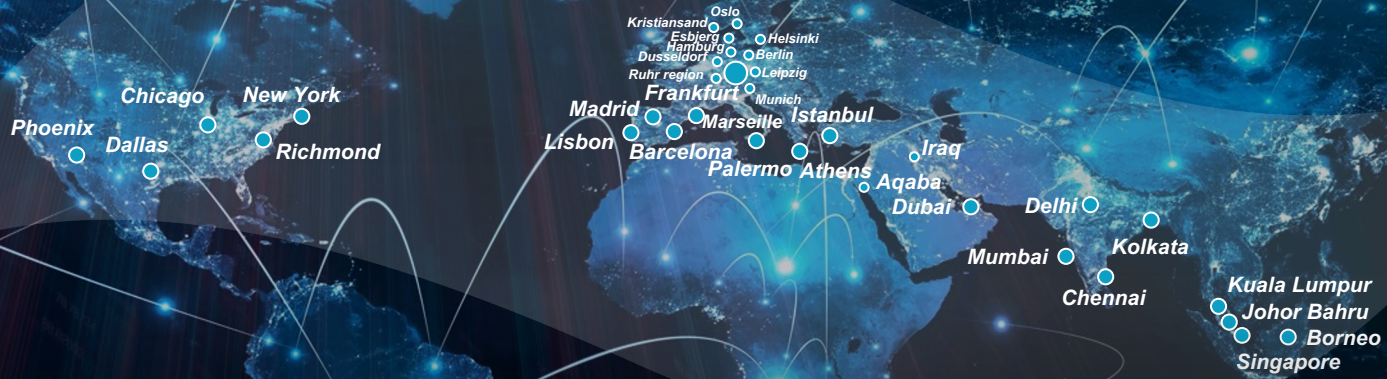 Oslo
Kristiansand
Esbjerg
Helsinki
Hamburg
Berlin
Dusseldorf
Leipzig
Ruhr region
Frankfurt
Munich
Chicago
New York
Madrid
Marseille
Istanbul
Phoenix
Dallas
Richmond
Lisbon
Barcelona
Palermo
Athens
Iraq
Aqaba
Dubai
Delhi
Kolkata
Mumbai
Chennai
Kuala Lumpur
Johor Bahru
Borneo
Singapore